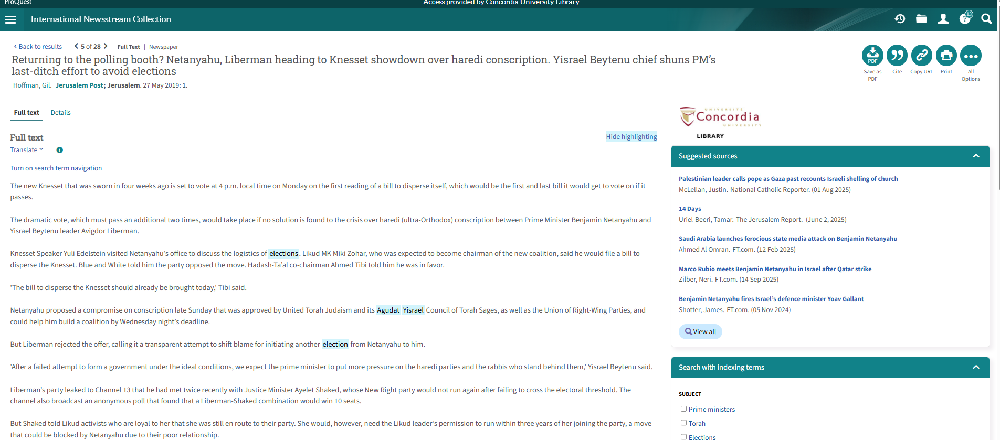 ProQuest
Access provided by Concordia University Library
International Newsstream Collection
13
‹ Back to results
5 of 28
Full Text | Newspaper
Returning to the polling booth? Netanyahu, Liberman heading to Knesset showdown over haredi conscription. Yisrael Beytenu chief shuns PM’s
last-ditch effort to avoid elections
Hoffman, Gil. Jerusalem Post; Jerusalem. 27 May 2019: 1.
PDF
Save as
PDF
Cite
Copy URL
Print
All
Options
Full text
Details
Full text
Hide highlighting
Translate
Turn on search term navigation
The new Knesset that was sworn in four weeks ago is set to vote at 4 p.m. local time on Monday on the first reading of a bill to disperse itself, which would be the first and last bill it would get to vote on if it
passes.
The dramatic vote, which must pass an additional two times, would take place if no solution is found to the crisis over haredi (ultra-Orthodox) conscription between Prime Minister Benjamin Netanyahu and
Yisrael Beytenu leader Avigdor Liberman.
Knesset Speaker Yuli Edelstein visited Netanyahu’s office to discuss the logistics of elections. Likud MK Miki Zohar, who was expected to become chairman of the new coalition, said he would file a bill to
disperse the Knesset. Blue and White told him the party opposed the move. Hadash-Ta’al co-chairman Ahmed Tibi told him he was in favor.
'The bill to disperse the Knesset should already be brought today,' Tibi said.
Netanyahu proposed a compromise on conscription late Sunday that was approved by United Torah Judaism and its Agudat Yisrael Council of Torah Sages, as well as the Union of Right-Wing Parties, and
could help him build a coalition by Wednesday night’s deadline.
But Liberman rejected the offer, calling it a transparent attempt to shift blame for initiating another election from Netanyahu to him.
'After a failed attempt to form a government under the ideal conditions, we expect the prime minister to put more pressure on the haredi parties and the rabbis who stand behind them,' Yisrael Beytenu said.
Liberman’s party leaked to Channel 13 that he had met twice recently with Justice Minister Ayelet Shaked, whose New Right party would not run again after failing to cross the electoral threshold. The
channel also broadcast an anonymous poll that found that a Liberman-Shaked combination would win 10 seats.
But Shaked told Likud activists who are loyal to her that she was still en route to their party. She would, however, need the Likud leader’s permission to run within three years of her joining the party, a move
that could be blocked by Netanyahu due to their poor relationship.
UNIVERSITÉ
Concordia
UNIVERSITY
LIBRARY
Suggested sources
Palestinian leader calls pope as Gaza past recounts Israeli shelling of church
McLellan, Justin. National Catholic Reporter. (01 Aug 2025)
14 Days
Uriel-Beeri, Tamar. The Jerusalem Report. (June 2, 2025)
Saudi Arabia launches ferocious state media attack on Benjamin Netanyahu
Ahmed Al Omran. FT.com. (12 Feb 2025)
Marco Rubio meets Benjamin Netanyahu in Israel after Qatar strike
Zilber, Neri. FT.com. (14 Sep 2025)
Benjamin Netanyahu fires Israel’s defence minister Yoav Gallant
Shotter, James. FT.com. (05 Nov 2024)
View all
Search with indexing terms
SUBJECT
Prime ministers
Torah
Elections